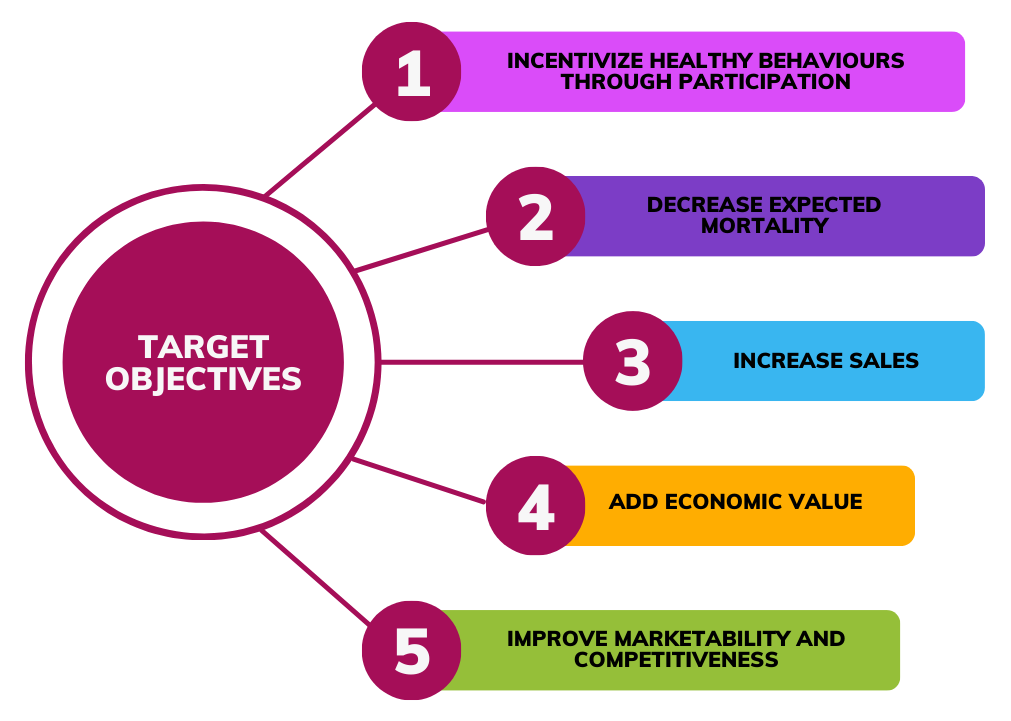 TARGET
OBJECTIVES
1
INCENTIVIZE HEALTHY BEHAVIOURS
THROUGH PARTICIPATION
2
DECREASE EXPECTED
MORTALITY
3
INCREASE SALES
4
ADD ECONOMIC VALUE
5
IMPROVE MARKETABILITY AND
COMPETITIVENESS